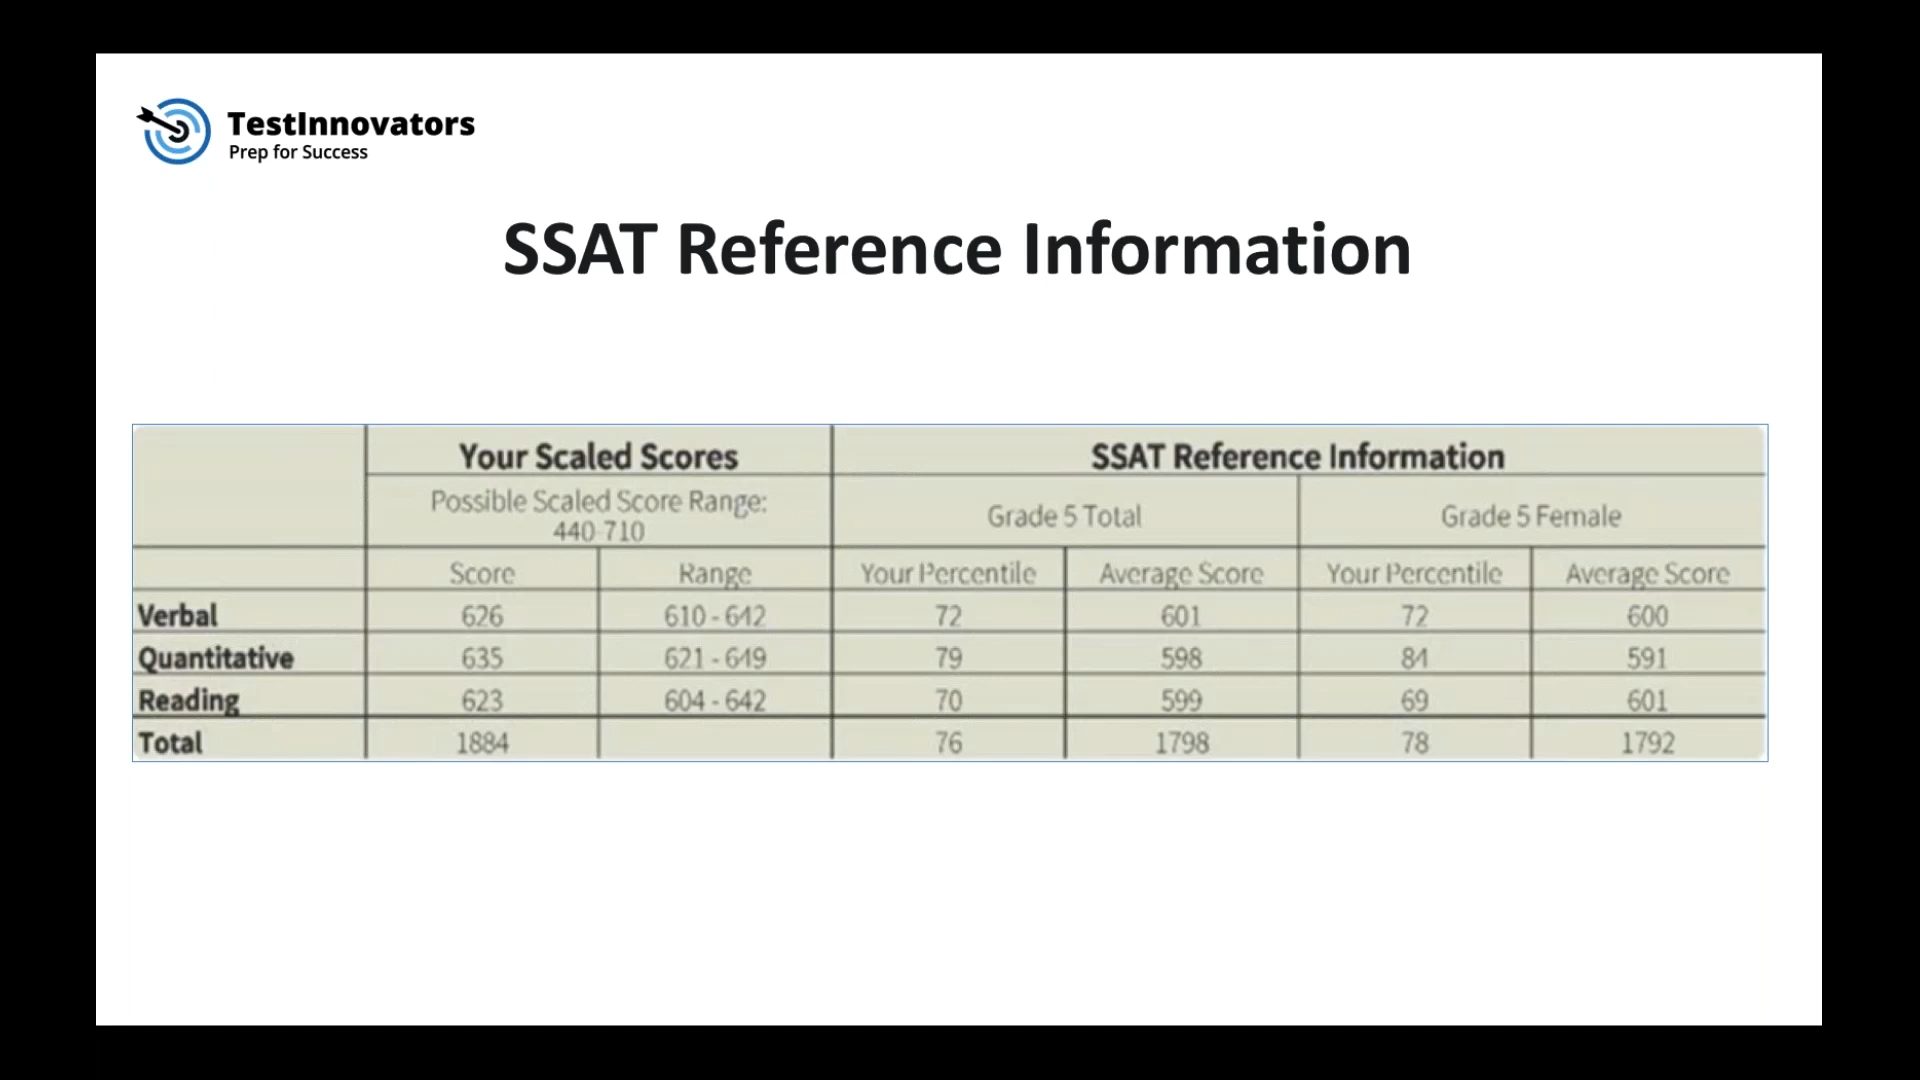 TestInnovators
Prep for Success
SSAT Reference Information
Your Scaled Scores SSAT Reference Information
Possible Scaled Score Range:
440-710 Grade 5 Total Grade 5 Female
Score Range Your Percentile Average Score Your Percentile Average Score
Verbal 626 610 - 642 72 601 72 600
Quantitative 635 621 - 649 79 598 84 591
Reading 623 604 - 642 70 599 69 601
Total 1884 76 1798 78 1792